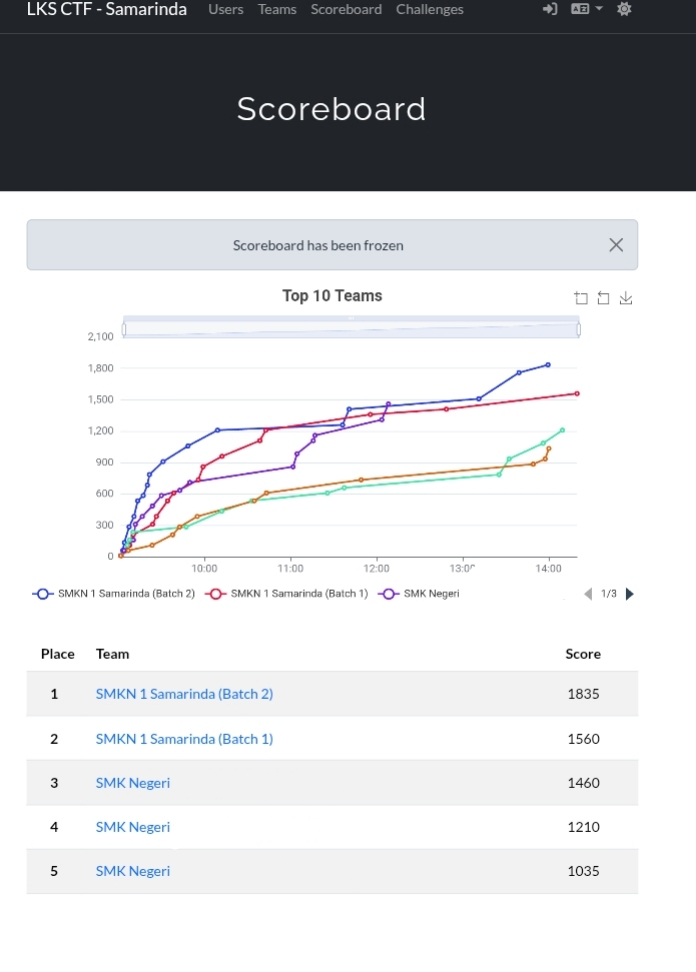 LKS CTF - Samarinda Users Teams Scoreboard Challenges
Scoreboard
Scoreboard has been frozen
Top 10 Teams
2,100
1,800
1,500
1,200
900
600
300
0
10:00 11:00 12:00 13:0 14:00
SMKN 1 Samarinda (Batch 2) SMKN 1 Samarinda (Batch 1) SMK Negeri 1/3
Place Team Score
1 SMKN 1 Samarinda (Batch 2) 1835
2 SMKN 1 Samarinda (Batch 1) 1560
3 SMK Negeri 1460
4 SMK Negeri 1210
5 SMK Negeri 1035